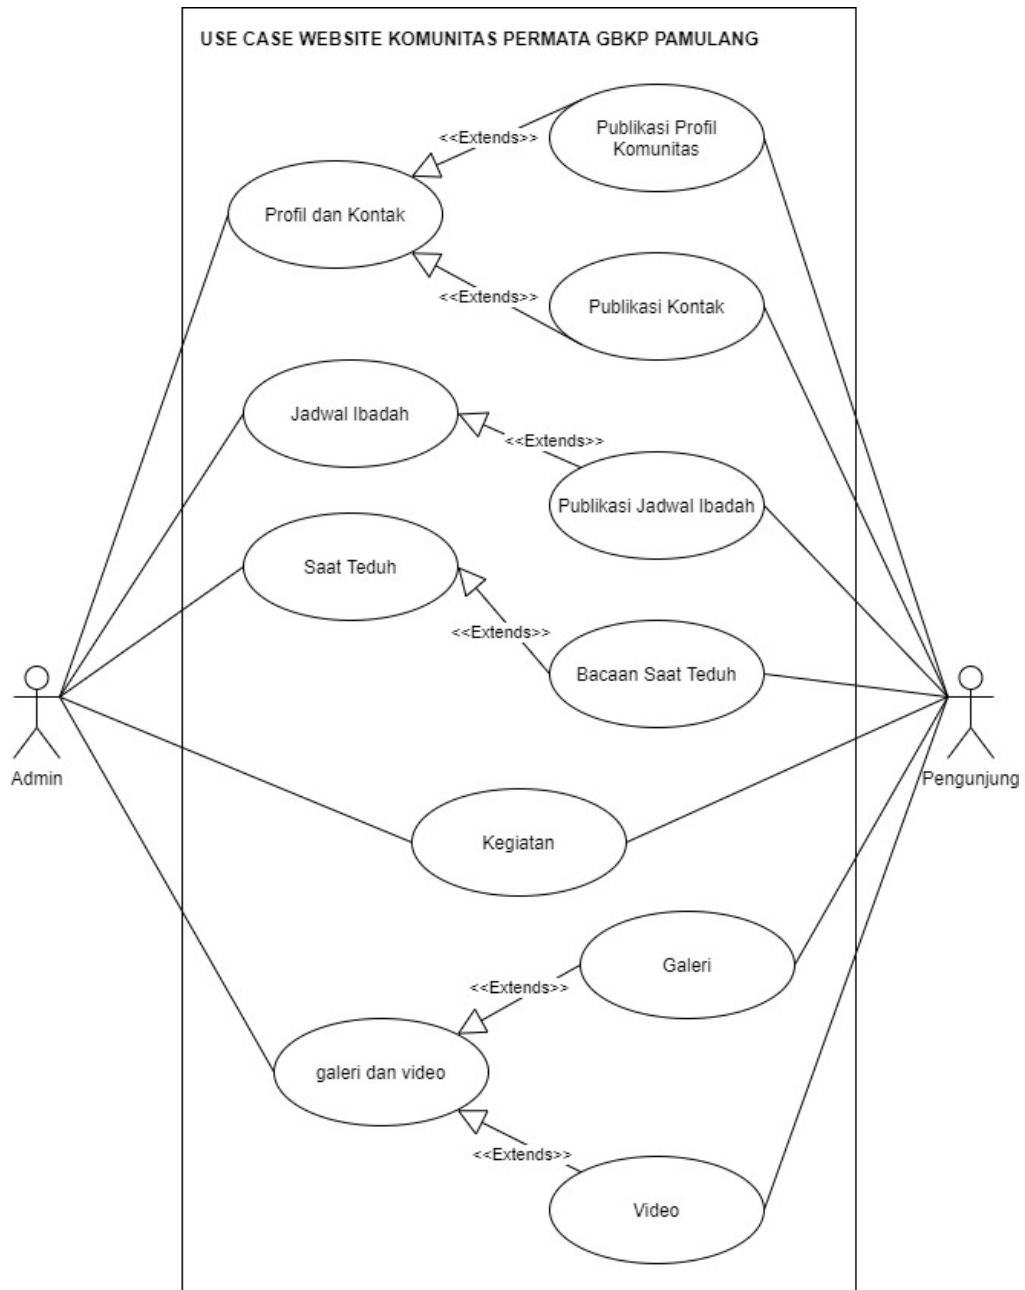 USE CASE WEBSITE KOMUNITAS PERMATA GBKP PAMULANG
Publikasi Profil
Komunitas
<<Extends>>
Profil dan Kontak
<<Extends>>
Publikasi Kontak
Jadwal Ibadah
<<Extends>>
Publikasi Jadwal Ibadah
Saat Teduh
<<Extends>>
Bacaan Saat Teduh
Admin
Pengunjung
Kegiatan
Galeri
<<Extends>>
galeri dan video
<<Extends>>
Video